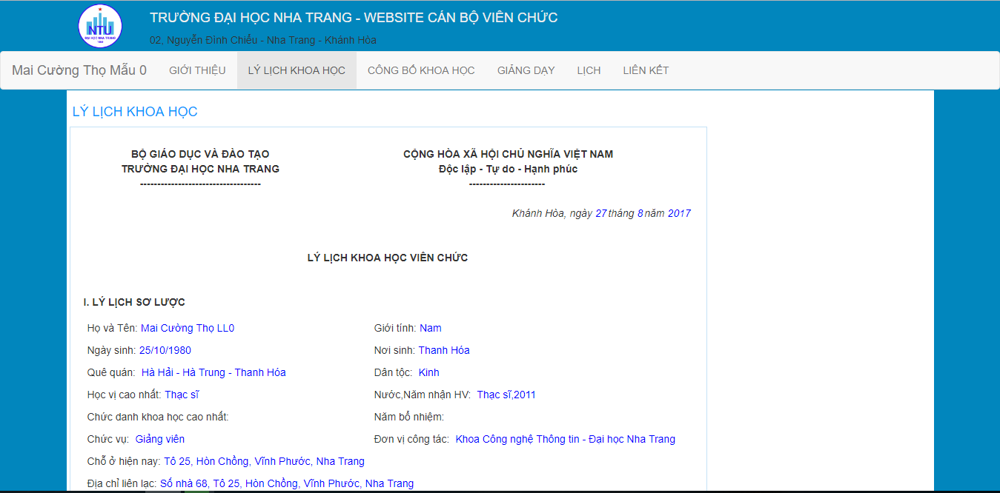 TRƯỜNG ĐẠI HỌC NHA TRANG - WEBSITE CÁN BỘ VIÊN CHỨC
NTU
ĐẠI HỌC NHA TRANG
02, Nguyễn Đình Chiểu - Nha Trang - Khánh Hòa
Mai Cường Thọ Mẫu 0 GIỚI THIỆU LÝ LỊCH KHOA HỌC CÔNG BỐ KHOA HỌC GIẢNG DẠY LỊCH LIÊN KẾT
LÝ LỊCH KHOA HỌC
BỘ GIÁO DỤC VÀ ĐÀO TẠO CỘNG HÒA XÃ HỘI CHỦ NGHĨA VIỆT NAM
TRƯỜNG ĐẠI HỌC NHA TRANG Độc lập - Tự do - Hạnh phúc
----------------------------------- ----------------------
Khánh Hòa, ngày 27 tháng 8 năm 2017
LÝ LỊCH KHOA HỌC VIÊN CHỨC
I. LÝ LỊCH SƠ LƯỢC
Họ và Tên: Mai Cường Thọ LL0 Giới tính: Nam
Ngày sinh: 25/10/1980 Nơi sinh: Thanh Hóa
Quê quán: Hà Hải - Hà Trung - Thanh Hóa Dân tộc: Kinh
Học vị cao nhất: Thạc sĩ Nước,Năm nhận HV: Thạc sĩ,2011
Chức danh khoa học cao nhất: Năm bổ nhiệm:
Chức vụ: Giảng viên Đơn vị công tác: Khoa Công nghệ Thông tin - Đại học Nha Trang
Chỗ ở hiện nay: Tô 25, Hòn Chồng, Vĩnh Phước, Nha Trang
Địa chỉ liên lạc: Số nhà 68, Tô 25, Hòn Chồng, Vĩnh Phước, Nha Trang